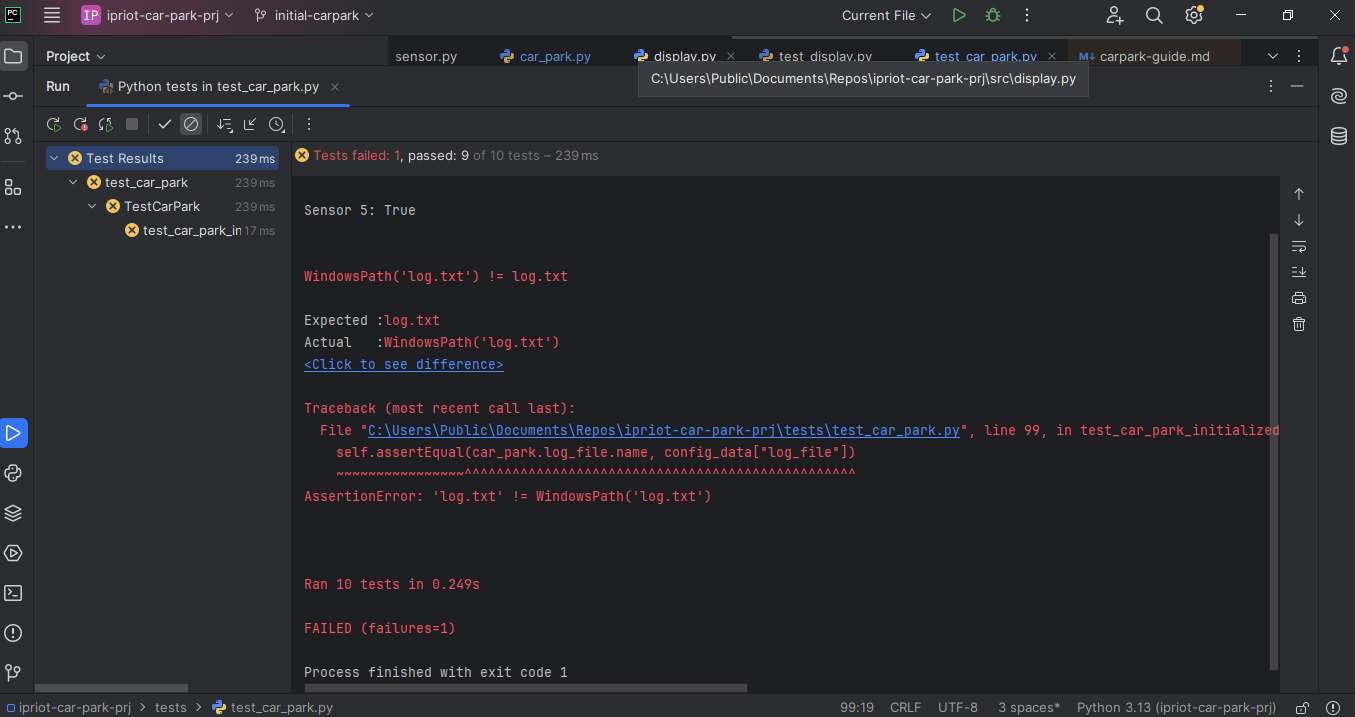 PC
IP ipriot-car-park-prj
initial-carpark
Current File
Project
sensor.py
car_park.py
display.py
test_display.py
test_car_park.py
M↓ carpark-guide.md
C:\Users\Public\Documents\Repos\ipriot-car-park-prj\src\display.py
Run
Python tests in test_car_park.py
Test Results 239 ms
test_car_park 239 ms
TestCarPark 239 ms
test_car_park_in 17 ms
Tests failed: 1, passed: 9 of 10 tests – 239 ms
Sensor 5: True
WindowsPath('log.txt') != log.txt
Expected :log.txt
Actual   :WindowsPath('log.txt')
<Click to see difference>
Traceback (most recent call last):
  File "C:\Users\Public\Documents\Repos\ipriot-car-park-prj\tests\test_car_park.py", line 99, in test_car_park_initialized
    self.assertEqual(car_park.log_file.name, config_data["log_file"])
    ~~~~~~~~~~~~~~~~^^^^^^^^^^^^^^^^^^^^^^^^^^^^^^^^^^^^^^^^^^^^^^^^^
AssertionError: 'log.txt' != WindowsPath('log.txt')
Ran 10 tests in 0.249s
FAILED (failures=1)
Process finished with exit code 1
ipriot-car-park-prj > tests > test_car_park.py
99:19 CRLF UTF-8 3 spaces* Python 3.13 (ipriot-car-park-prj)